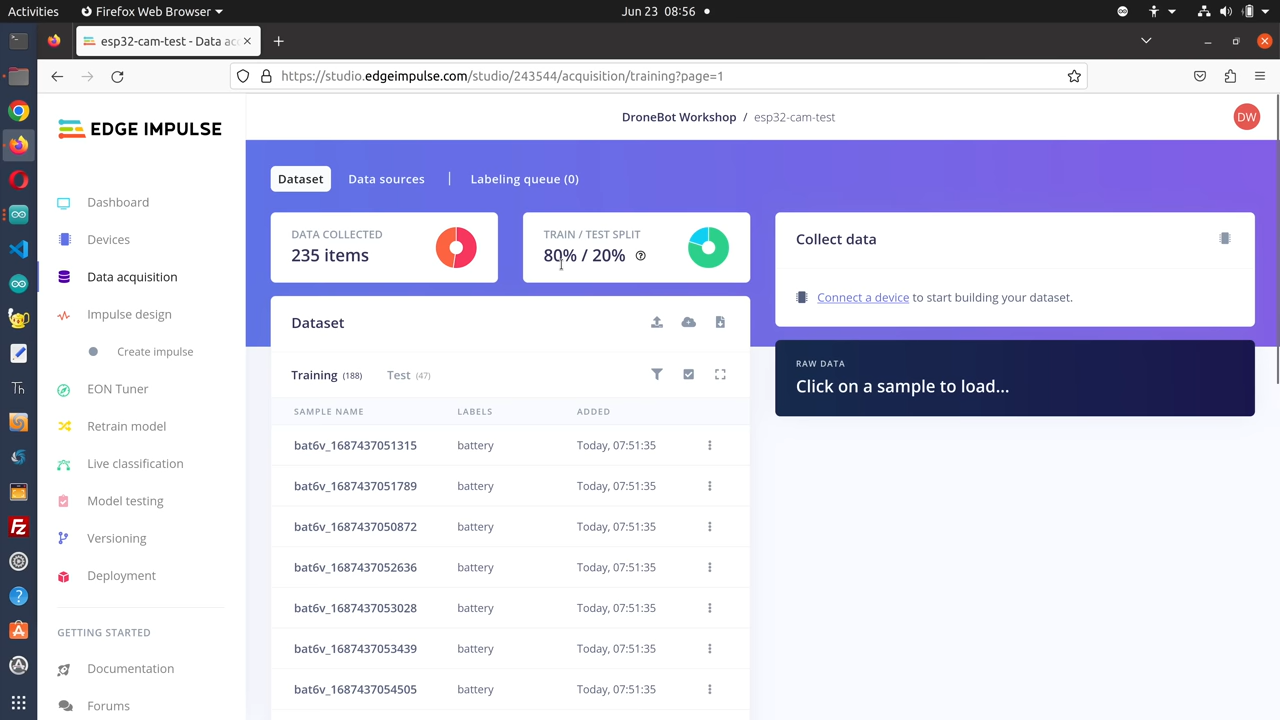 Activities
Firefox Web Browser
Jun 23 08:56
esp32-cam-test - Data ac
https://studio.edgeimpulse.com/studio/243544/acquisition/training?page=1
EDGE IMPULSE
DroneBot Workshop / esp32-cam-test
DW
Dashboard
Devices
Data acquisition
Impulse design
Create impulse
EON Tuner
Retrain model
Live classification
Model testing
Versioning
Deployment
GETTING STARTED
Documentation
Forums
Dataset
Data sources
Labeling queue (0)
DATA COLLECTED
235 items
TRAIN / TEST SPLIT
80% / 20%
Collect data
Connect a device to start building your dataset.
RAW DATA
Click on a sample to load...
Dataset
Training (188)
Test (47)
SAMPLE NAME LABELS ADDED
bat6v_1687437051315 battery Today, 07:51:35
bat6v_1687437051789 battery Today, 07:51:35
bat6v_1687437050872 battery Today, 07:51:35
bat6v_1687437052636 battery Today, 07:51:35
bat6v_1687437053028 battery Today, 07:51:35
bat6v_1687437053439 battery Today, 07:51:35
bat6v_1687437054505 battery Today, 07:51:35